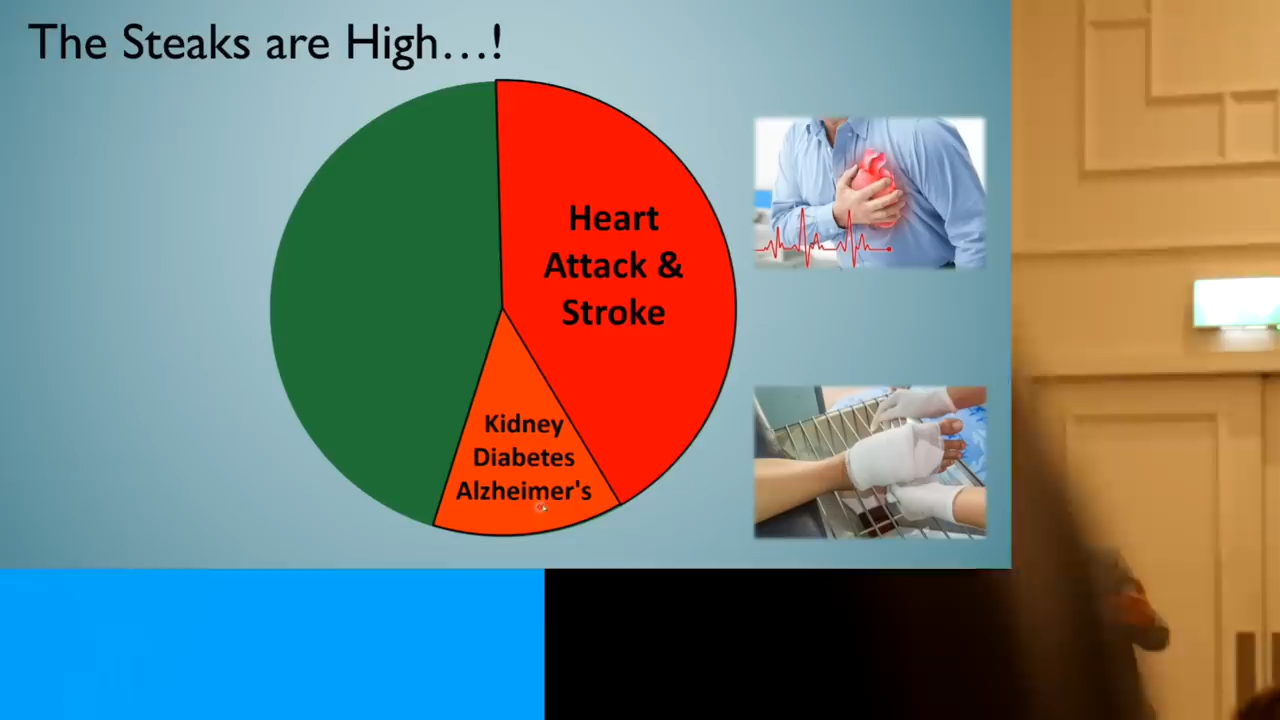 The Steaks are High...!
Heart
Attack &
Stroke
Kidney
Diabetes
Alzheimer's